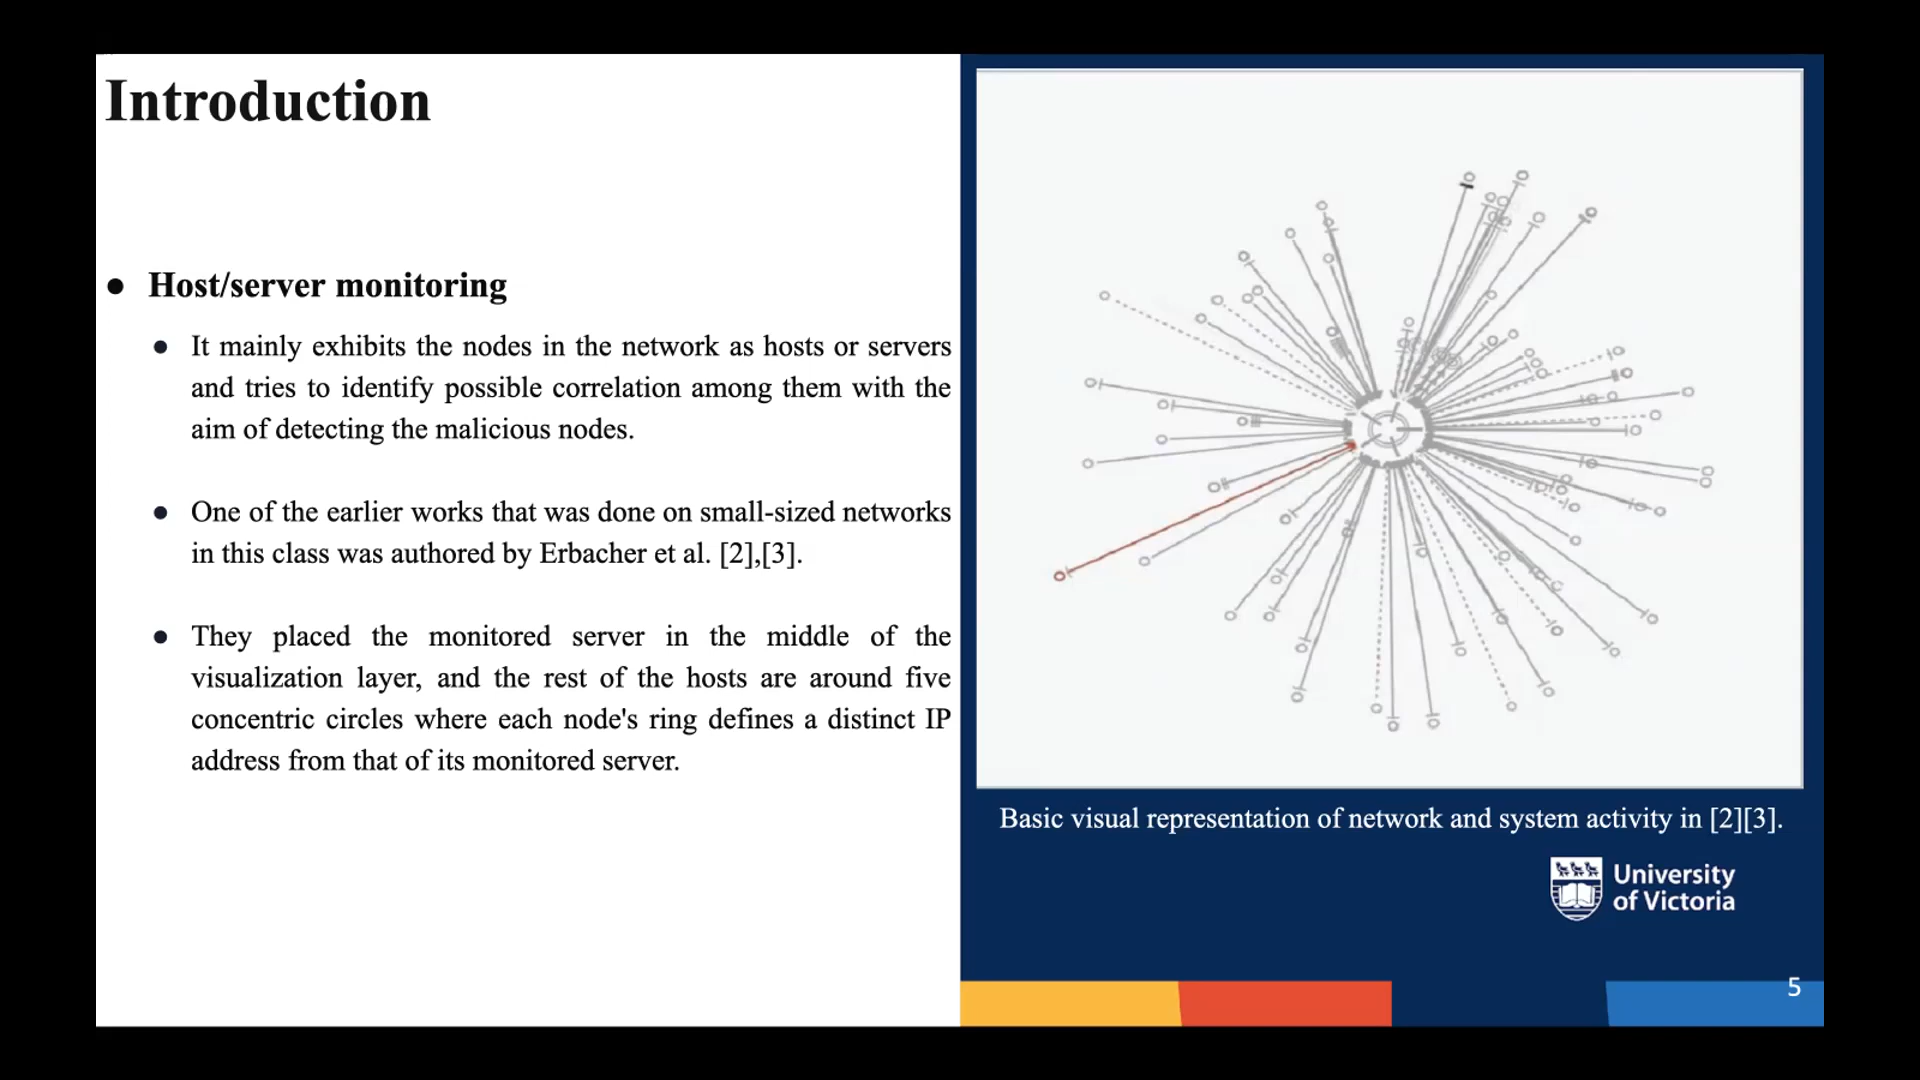 Introduction
● Host/server monitoring
● It mainly exhibits the nodes in the network as hosts or servers
and tries to identify possible correlation among them with the
aim of detecting the malicious nodes.
● One of the earlier works that was done on small-sized networks
in this class was authored by Erbacher et al. [2],[3].
● They placed the monitored server in the middle of the
visualization layer, and the rest of the hosts are around five
concentric circles where each node's ring defines a distinct IP
address from that of its monitored server.
Basic visual representation of network and system activity in [2][3].
University
of Victoria
5